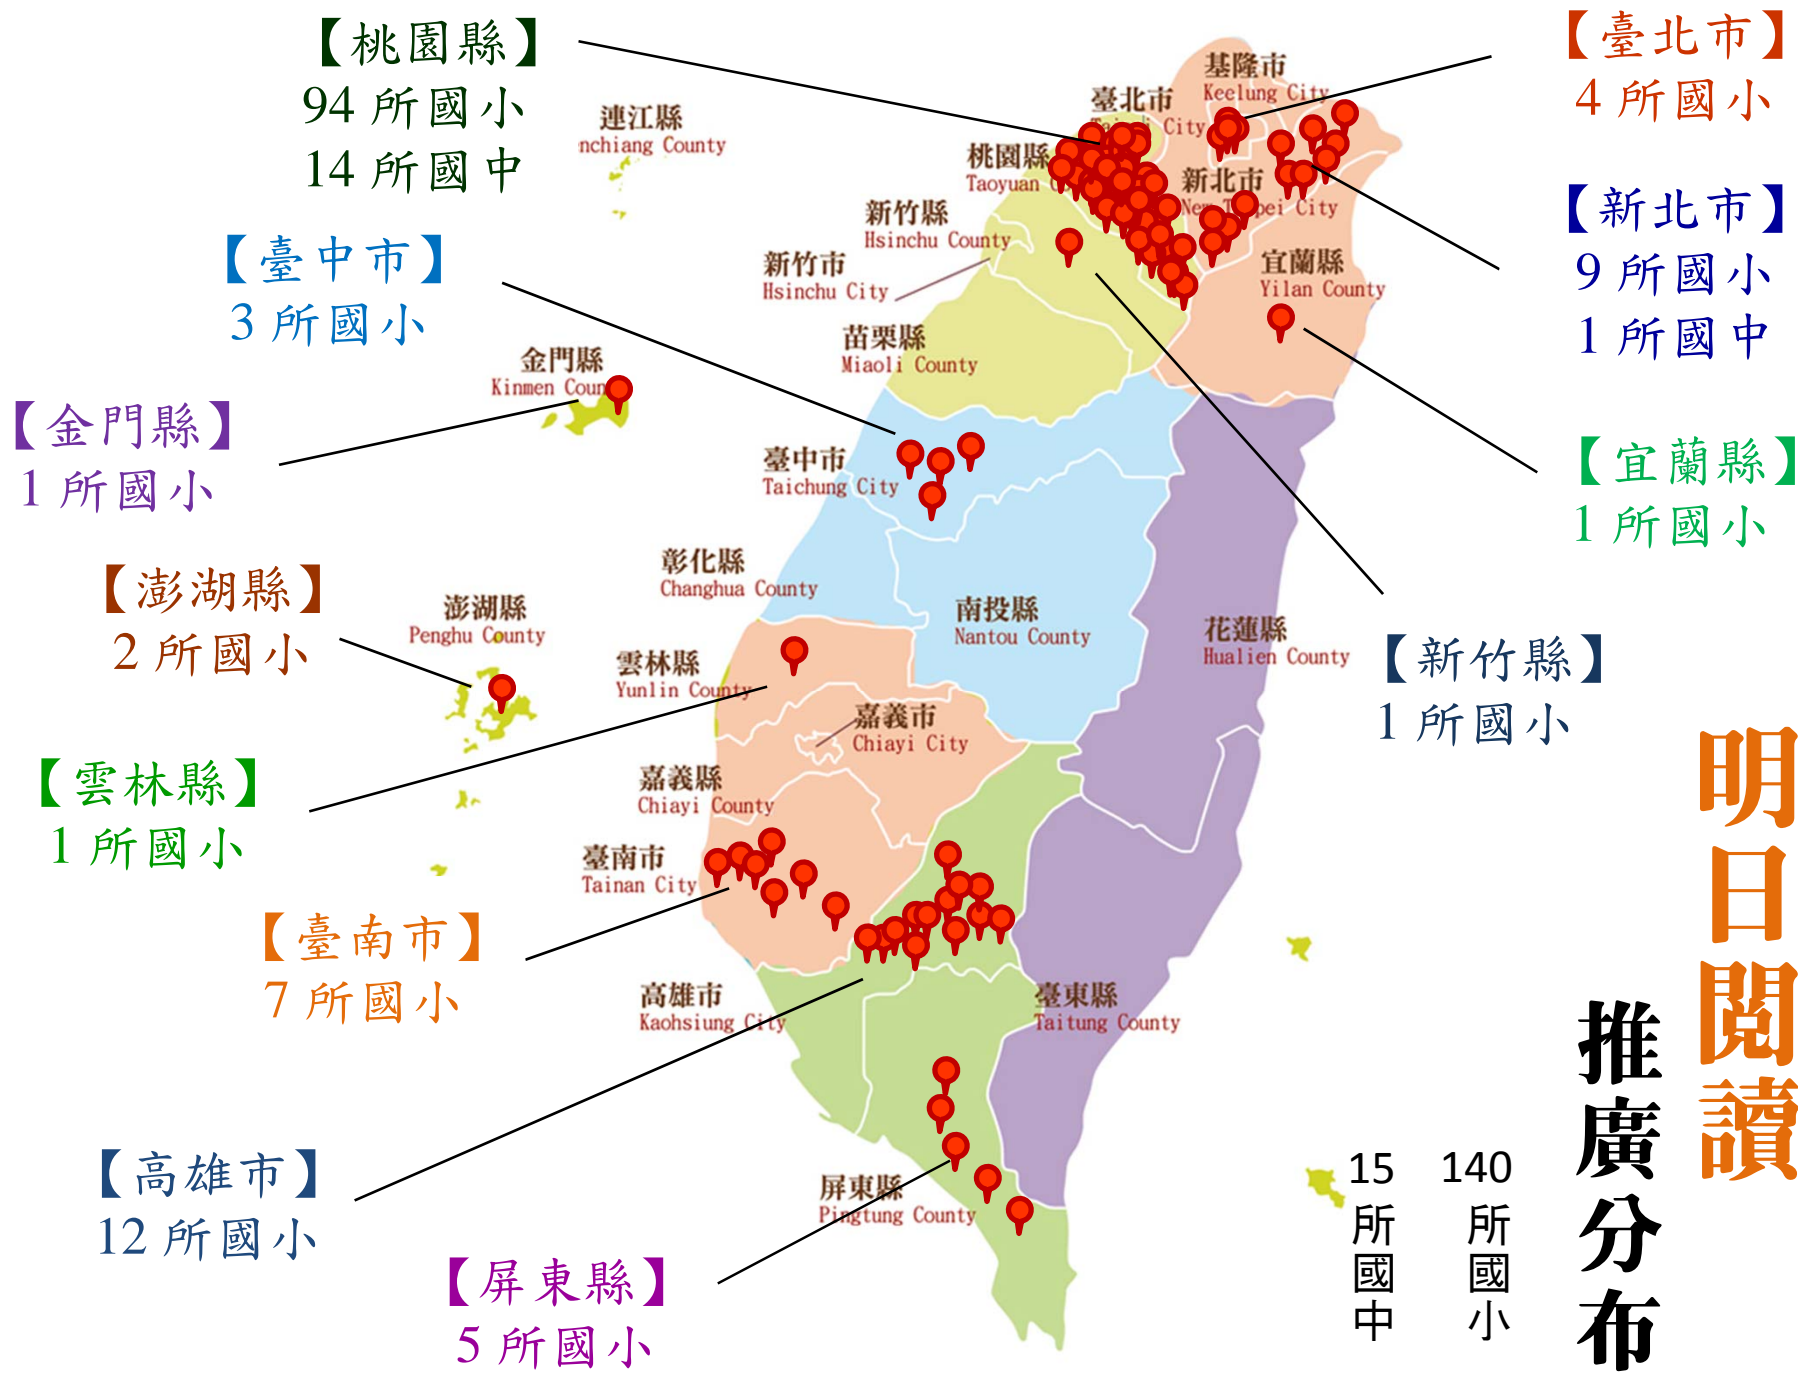 【桃園縣】
94 所國小
14 所國中
【臺中市】
3 所國小
【金門縣】
1 所國小
【澎湖縣】
2 所國小
【雲林縣】
1 所國小
【臺南市】
7 所國小
【高雄市】
12 所國小
【屏東縣】
5 所國小
【臺北市】
4 所國小
【新北市】
9 所國小
1 所國中
【宜蘭縣】
1 所國小
【新竹縣】
1 所國小
連江縣
nchiang County
基隆市
Keelung City
臺北市
City
桃園縣
Taoyuan
新北市
New Taipei City
新竹縣
Hsinchu County
新竹市
Hsinchu City
宜蘭縣
Yilan County
苗栗縣
Miaoli County
金門縣
Kinmen Coun
臺中市
Taichung City
彰化縣
Changhua County
南投縣
Nantou County
花蓮縣
Hualien County
澎湖縣
Penghu County
雲林縣
Yunlin County
嘉義市
Chiayi City
嘉義縣
Chiayi County
臺南市
Tainan City
高雄市
Kaohsiung City
臺東縣
Taitung County
屏東縣
Pingtung County
明日閱讀
推廣分布
140所國小
15所國中